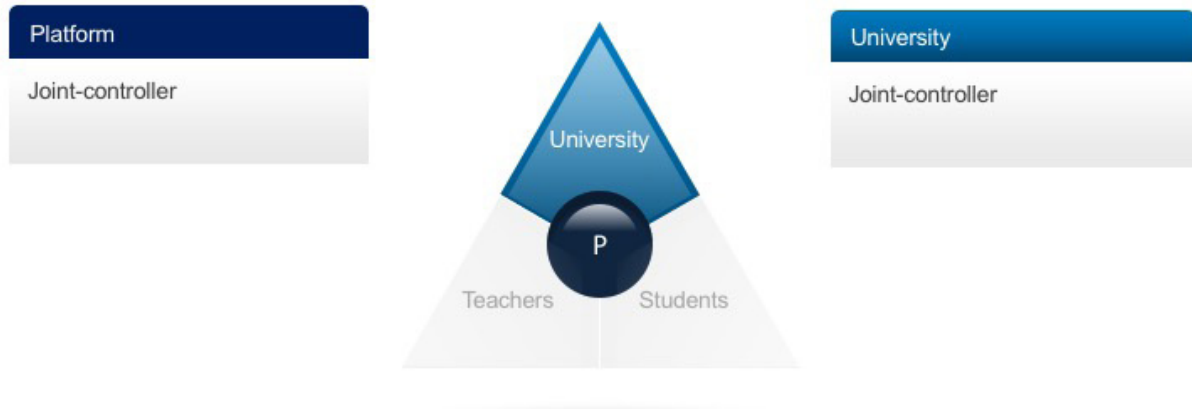 Platform
Joint-controller
University
P
Teachers
Students
University
Joint-controller